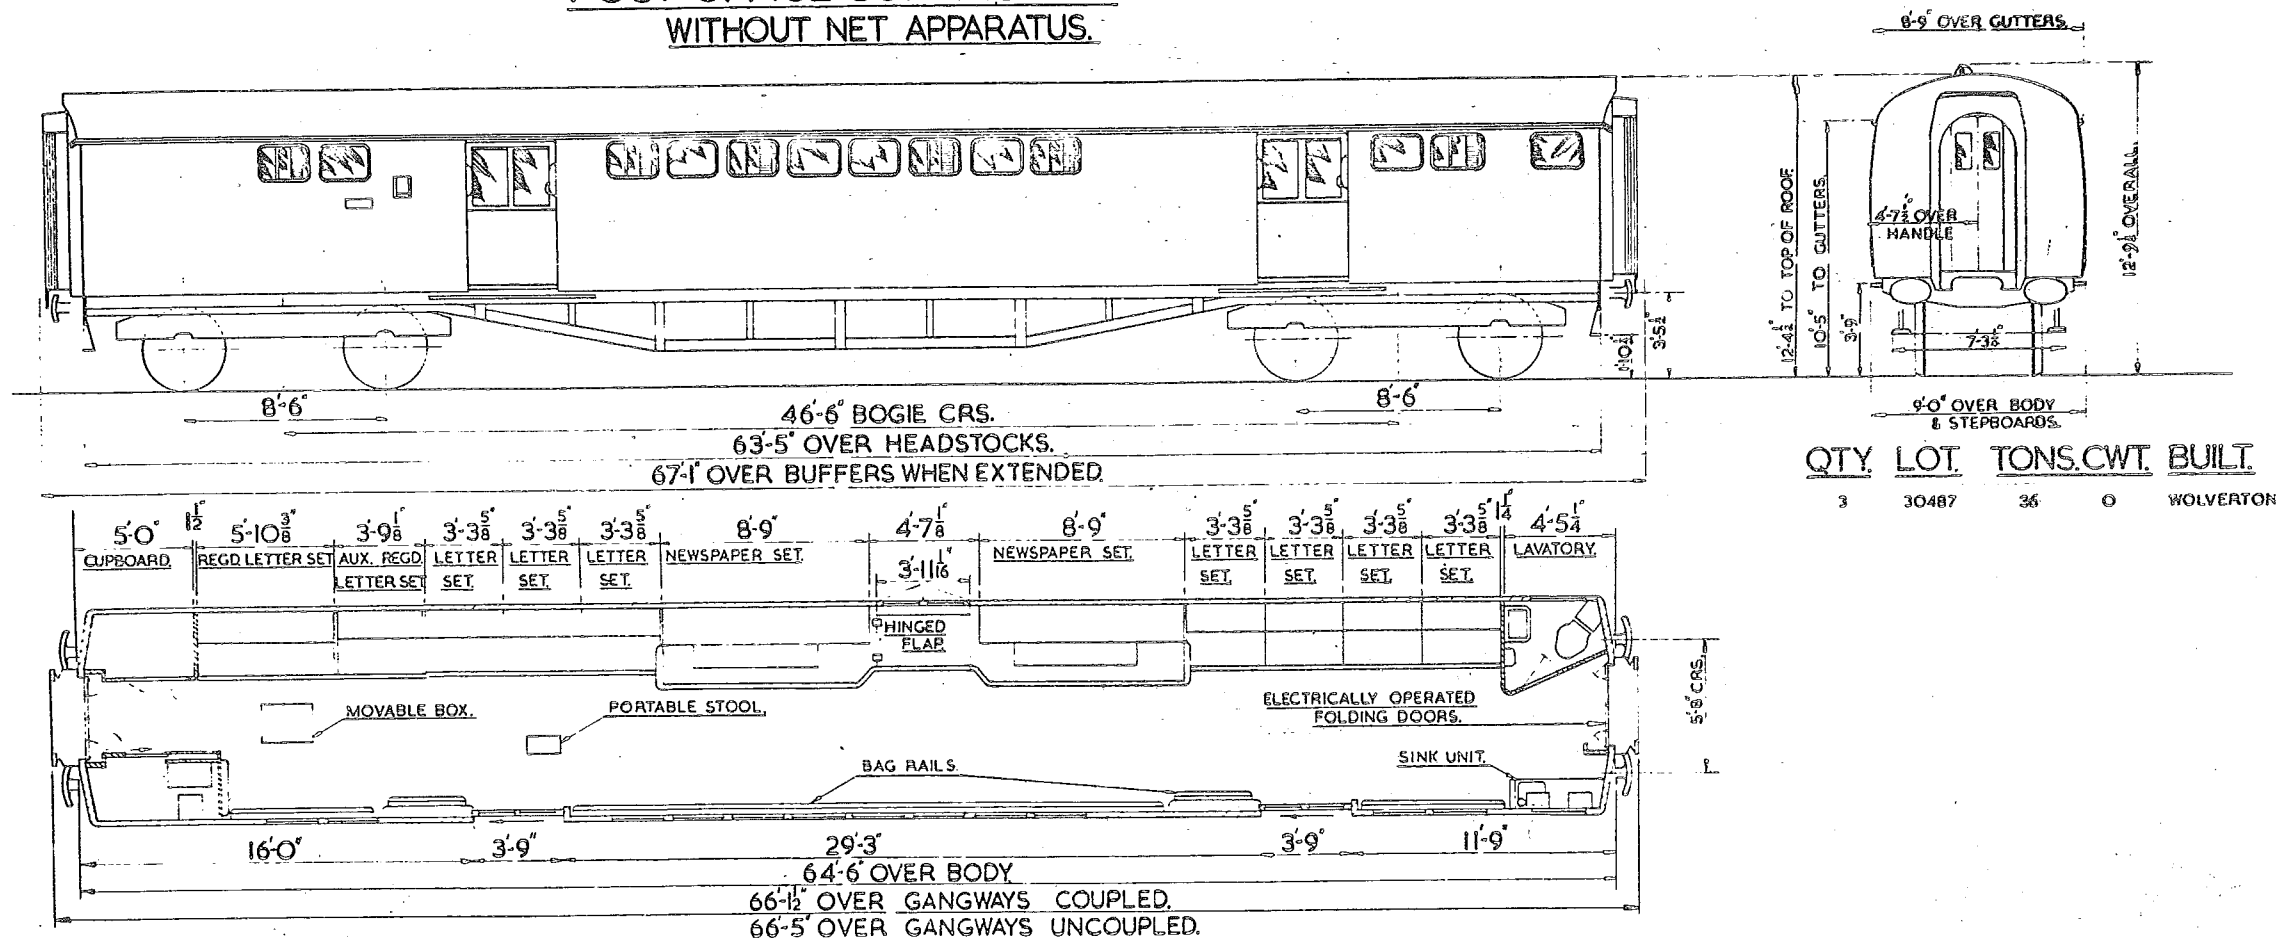 WITHOUT NET APPARATUS.
8'-9" OVER GUTTERS.
4'-7½" OVER
HANDLE
12'-4½" TO TOP OF ROOF.
10'-5" TO GUTTERS.
3'-9"
12'-9⅛" OVERALL.
3'-5½"
7'-3⅛"
9'-0" OVER BODY
& STEPBOARDS.
8'-6"
46'-6" BOGIE CRS.
8'-6"
63'-5" OVER HEADSTOCKS.
67'-1" OVER BUFFERS WHEN EXTENDED.
QTY. LOT. TONS. CWT. BUILT.
3 30487 36 0 WOLVERTON
5'-0" 1½" 5'-10⅜" 3'-9⅛" 3'-3⅝" 3'-3⅝" 3'-3⅝" 8'-9" 4'-7⅛" 8'-9" 3'-3⅝" 3'-3⅝" 3'-3⅝" 3'-3⅝" 1¼" 4'-5¼"
CUPBOARD. REGD. LETTER SET AUX. REGD. LETTER LETTER LETTER NEWSPAPER SET. NEWSPAPER SET. LETTER LETTER LETTER LETTER LAVATORY.
LETTER SET SET. SET. SET. 3'-11 1/16" SET. SET. SET. SET.
HINGED
FLAP.
MOVABLE BOX. PORTABLE STOOL.
ELECTRICALLY OPERATED
FOLDING DOORS.
5'-8" CRS.
BAG RAILS. SINK UNIT.
16'-0" 3'-9" 29'-3" 3'-9" 11'-9"
64'-6" OVER BODY.
66'-1½" OVER GANGWAYS COUPLED.
66'-5" OVER GANGWAYS UNCOUPLED.